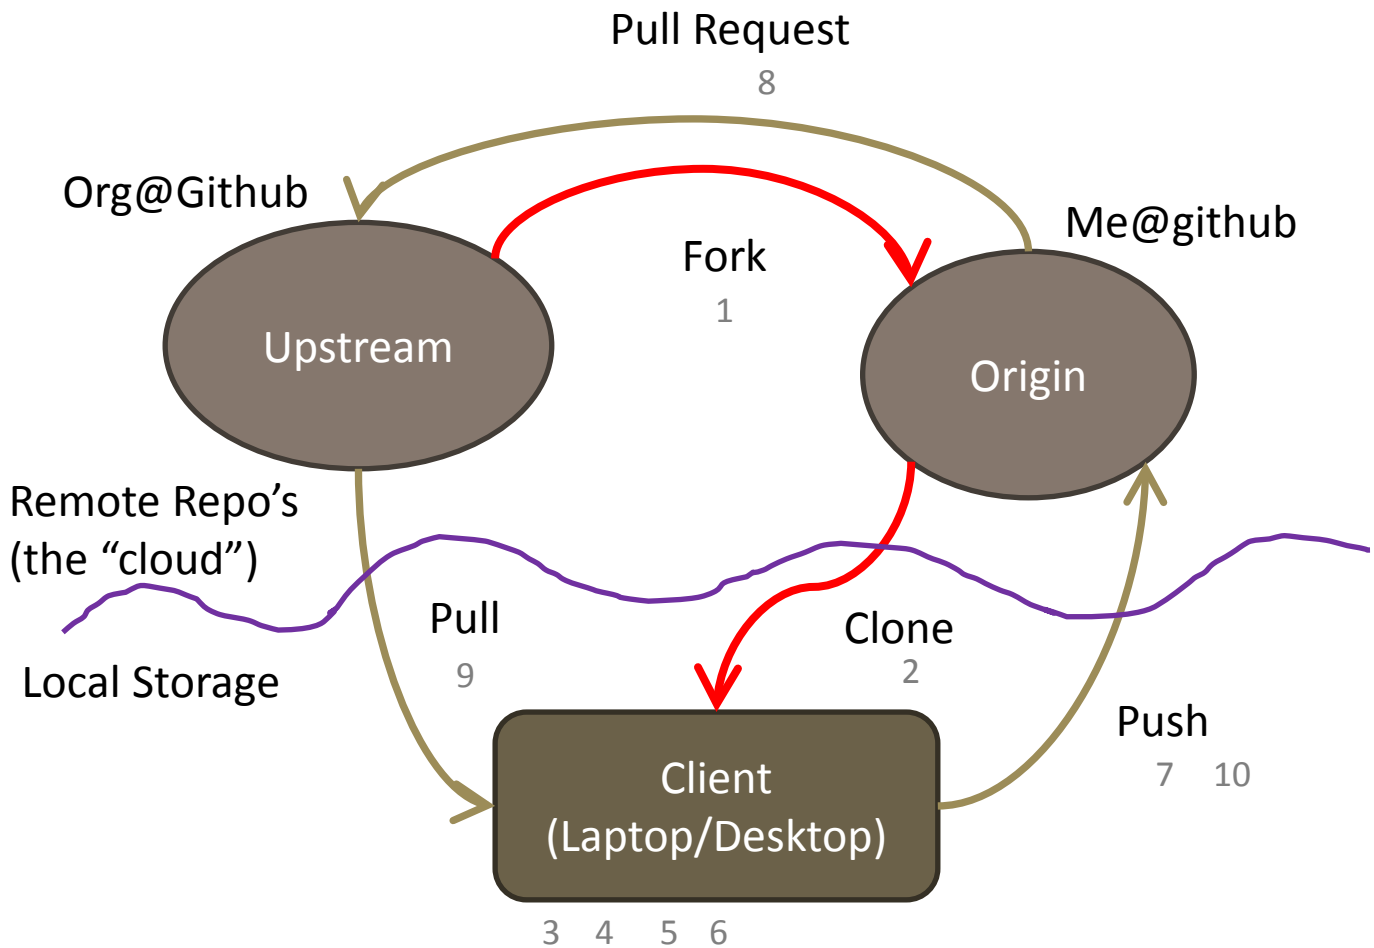 Pull Request
8
Org@Github
Me@github
Fork
1
Upstream
Origin
Remote Repo’s
(the “cloud”)
Pull
9
Clone
2
Local Storage
Push
7 10
Client
(Laptop/Desktop)
3 4 5 6